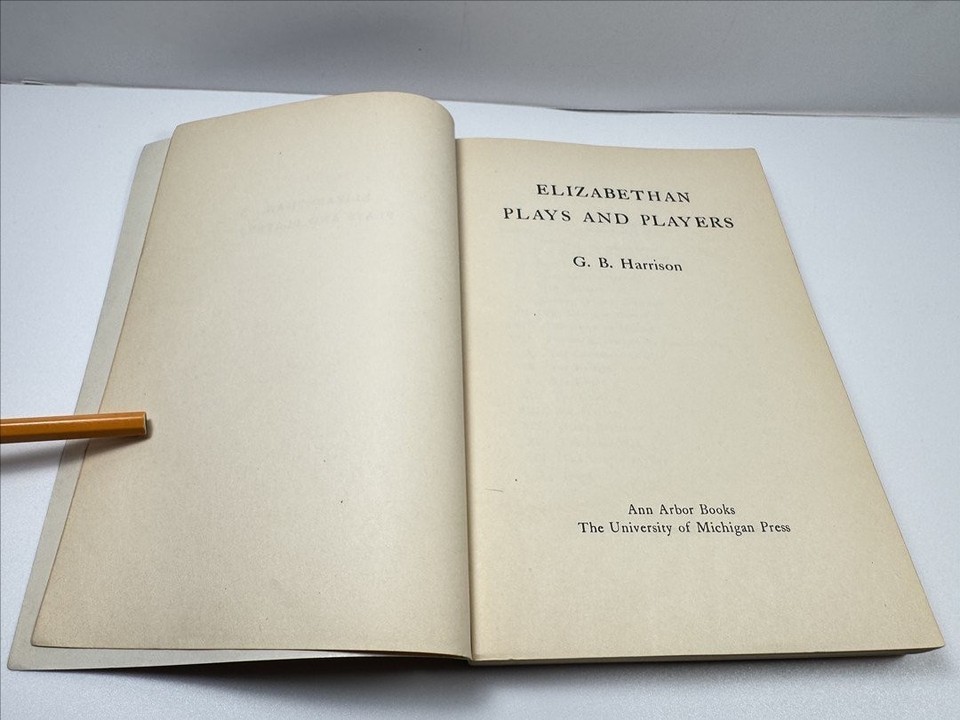 ELIZABETHAN
PLAYS AND PLAYERS
G. B. Harrison
Ann Arbor Books
The University of Michigan Press